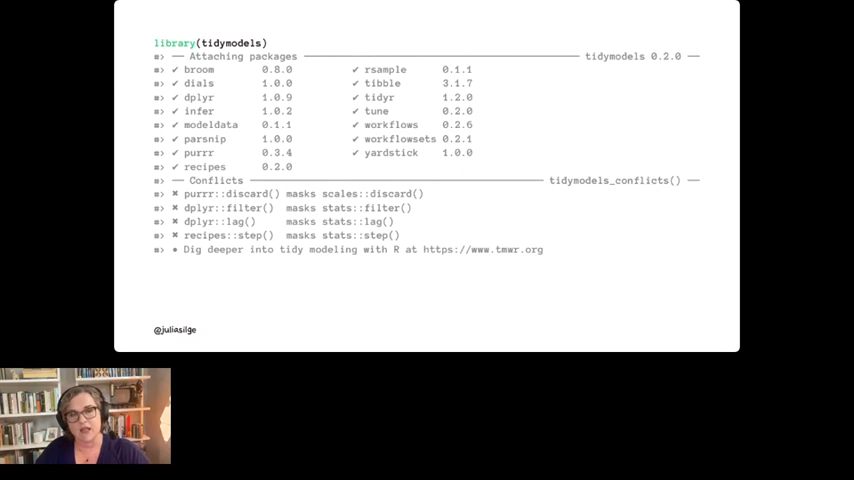 library(tidymodels)
#> ── Attaching packages ────────────────────────────── tidymodels 0.2.0 ──
#> ✔ broom 0.8.0 ✔ rsample 0.1.1
#> ✔ dials 1.0.0 ✔ tibble 3.1.7
#> ✔ dplyr 1.0.9 ✔ tidyr 1.2.0
#> ✔ infer 1.0.2 ✔ tune 0.2.0
#> ✔ modeldata 0.1.1 ✔ workflows 0.2.6
#> ✔ parsnip 1.0.0 ✔ workflowsets 0.2.1
#> ✔ purrr 0.3.4 ✔ yardstick 1.0.0
#> ✔ recipes 0.2.0
#> ── Conflicts ───────────────────────────────── tidymodels_conflicts() ──
#> ✖ purrr::discard() masks scales::discard()
#> ✖ dplyr::filter() masks stats::filter()
#> ✖ dplyr::lag() masks stats::lag()
#> ✖ recipes::step() masks stats::step()
#> • Dig deeper into tidy modeling with R at https://www.tmwr.org
@juliasilge